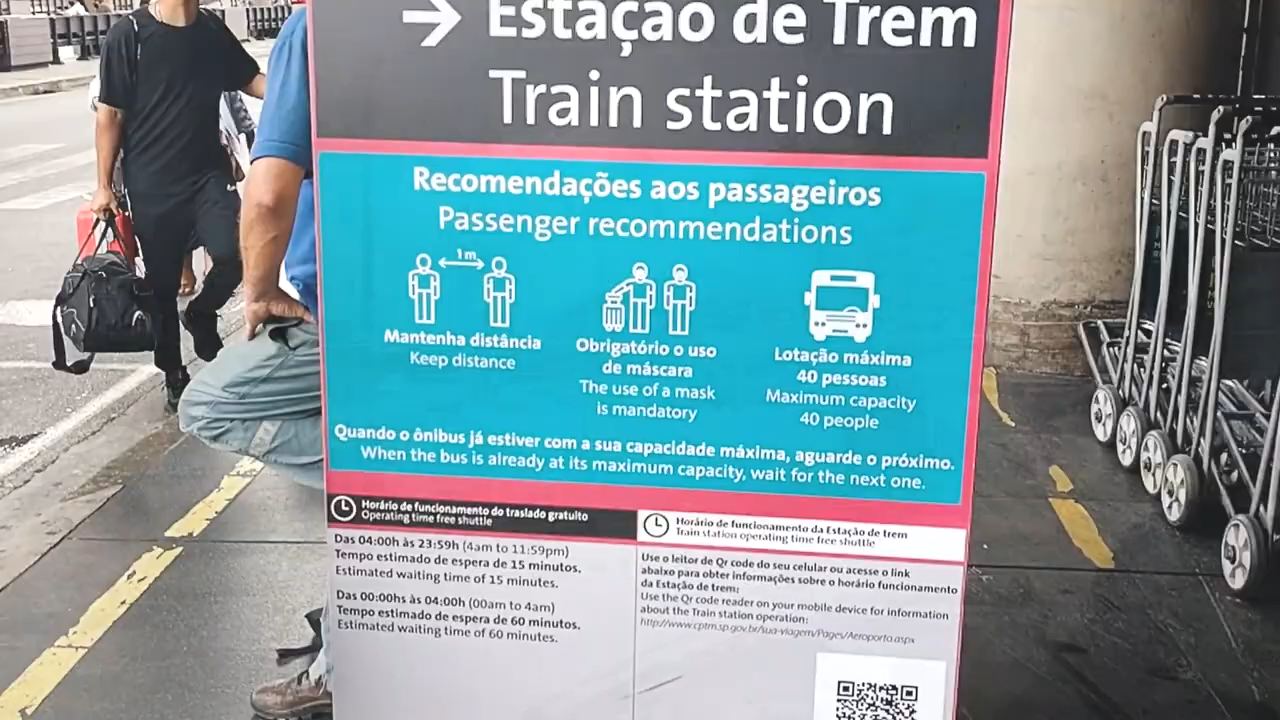 → Estação de Trem
Train station
Recomendações aos passageiros
Passenger recommendations
1m
Mantenha distância
Keep distance
Obrigatório o uso
de máscara
The use of a mask
is mandatory
Lotação máxima
40 pessoas
Maximum capacity
40 people
Quando o ônibus já estiver com a sua capacidade máxima, aguarde o próximo.
When the bus is already at its maximum capacity, wait for the next one.
Horário de funcionamento do traslado gratuito
Operating time free shuttle
Das 04:00h às 23:59h (4am to 11:59pm)
Tempo estimado de espera de 15 minutos.
Estimated waiting time of 15 minutes.
Das 00:00hs às 04:00h (00am to 4am)
Tempo estimado de espera de 60 minutos.
Estimated waiting time of 60 minutes.
Horário de funcionamento da Estação de trem
Train station operating time free shuttle
Use o leitor de Qr code do seu celular ou acesse o link
abaixo para obter informações sobre o horário funcionamento
da Estação de trem:
Use the Qr code reader on your mobile device for information
about the Train station operation:
http://www.cptm.sp.gov.br/sua-viagem/Pages/Aeroporto.aspx